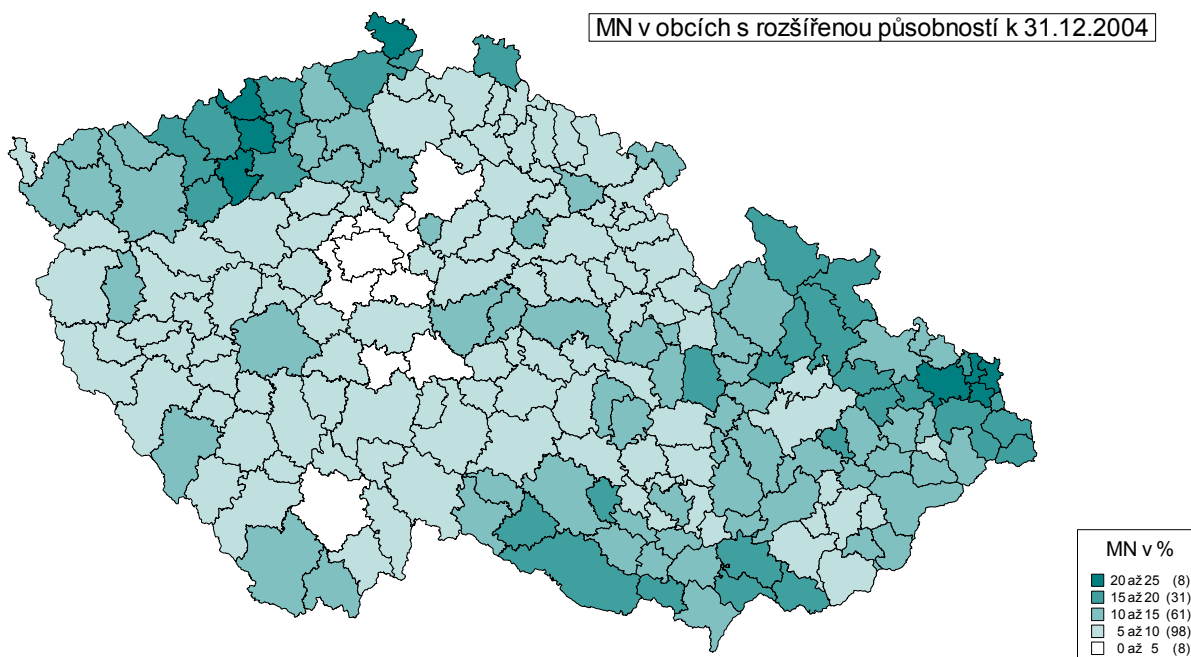 MN v obcích s rozšířenou působností k 31.12.2004
MN v %
20 až 25 (8)
15 až 20 (31)
10 až 15 (61)
5 až 10 (98)
0 až 5 (8)